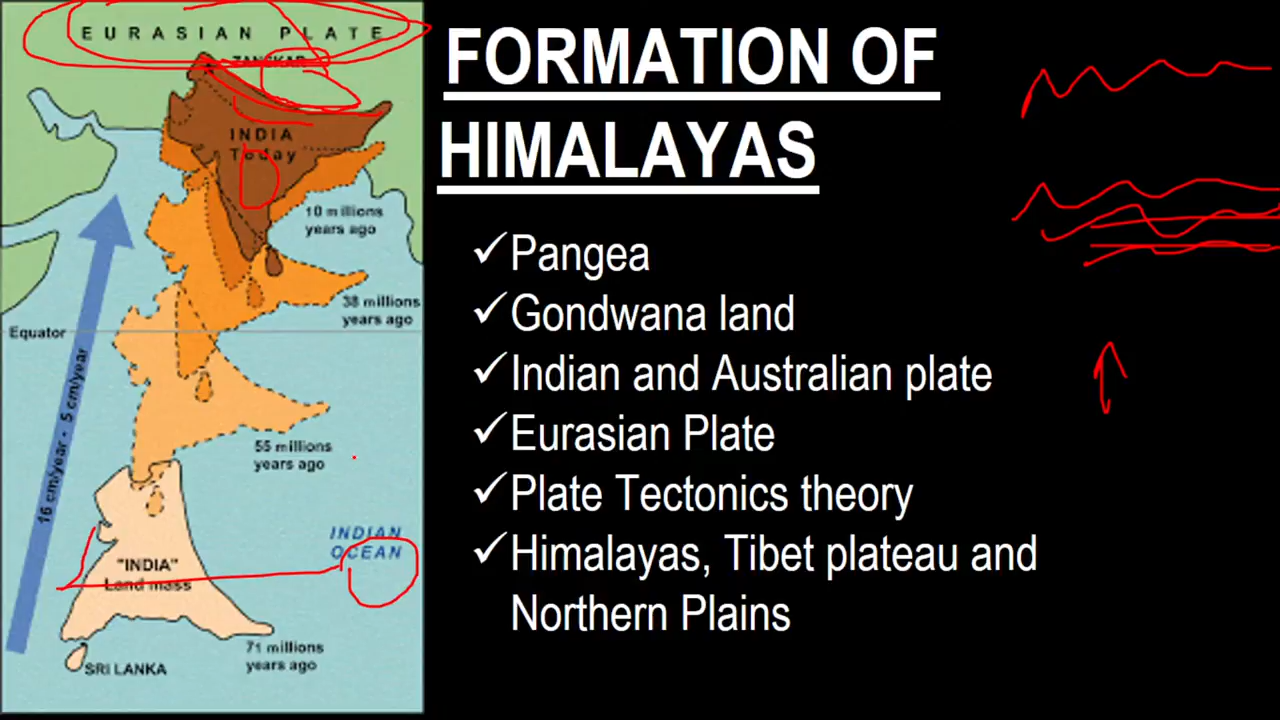 EURASIAN PLATE
ZANSKAR
INDIA
Today
10 millions
years ago
38 millions
years ago
Equator
16 cm/year - 5 cm/year
55 millions
years ago
INDIAN
OCEAN
"INDIA"
Land mass
71 millions
years ago
SRI LANKA
FORMATION OF
HIMALAYAS
✓Pangea
✓Gondwana land
✓Indian and Australian plate
✓Eurasian Plate
✓Plate Tectonics theory
✓Himalayas, Tibet plateau and
Northern Plains